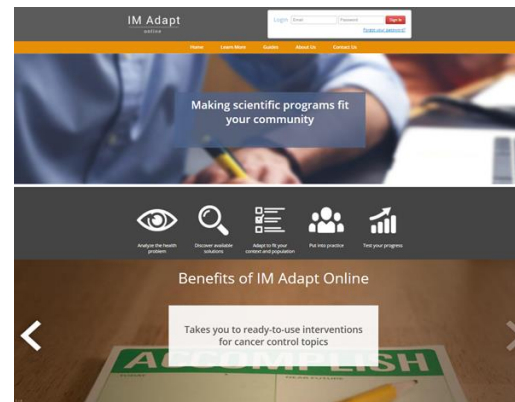 IM Adapt
online
Login
Email
Password
Sign In
Forgot your password?
Home
Learn More
Guides
About Us
Contact Us
Making scientific programs fit
your community
Analyze the health
problem
Discover available
solutions
Adapt to fit your
context and population
Put into practice
Test your progress
Benefits of IM Adapt Online
Takes you to ready-to-use interventions
for cancer control topics
ACCOMPLISH